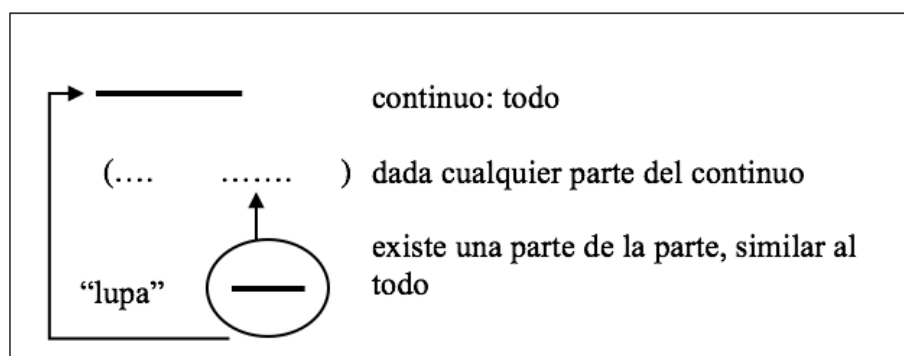 continuo: todo
(…. ……. ) dada cualquier parte del continuo
existe una parte de la parte, similar al
todo
“lupa”